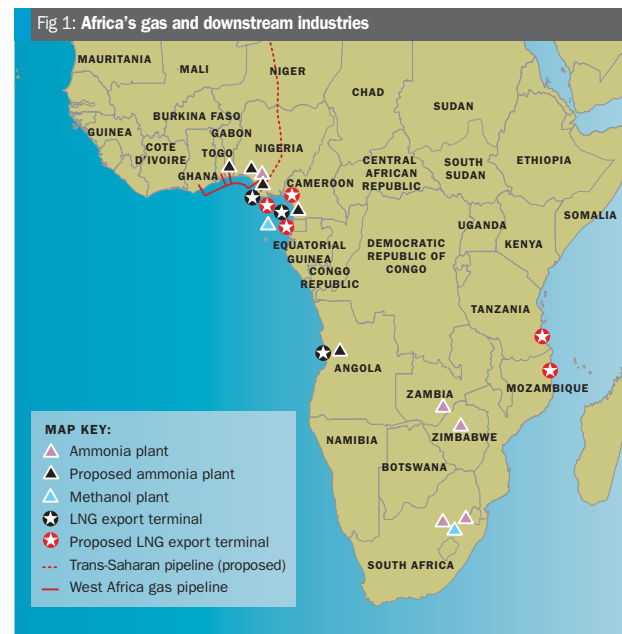 Fig 1: Africa's gas and downstream industries
MAURITANIA
MALI
NIGER
CHAD
SUDAN
BURKINA FASO
GUINEA
GABON
COTE
D'IVOIRE
TOGO
NIGERIA
GHANA
CENTRAL
AFRICAN
REPUBLIC
SOUTH
SUDAN
ETHIOPIA
CAMEROON
SOMALIA
UGANDA
KENYA
EQUATORIAL
GUINEA
CONGO
REPUBLIC
DEMOCRATIC
REPUBLIC OF
CONGO
TANZANIA
ANGOLA
ZAMBIA
MOZAMBIQUE
ZIMBABWE
NAMIBIA
BOTSWANA
SOUTH AFRICA
MAP KEY:
Ammonia plant
Proposed ammonia plant
Methanol plant
LNG export terminal
Proposed LNG export terminal
Trans-Saharan pipeline (proposed)
West Africa gas pipeline